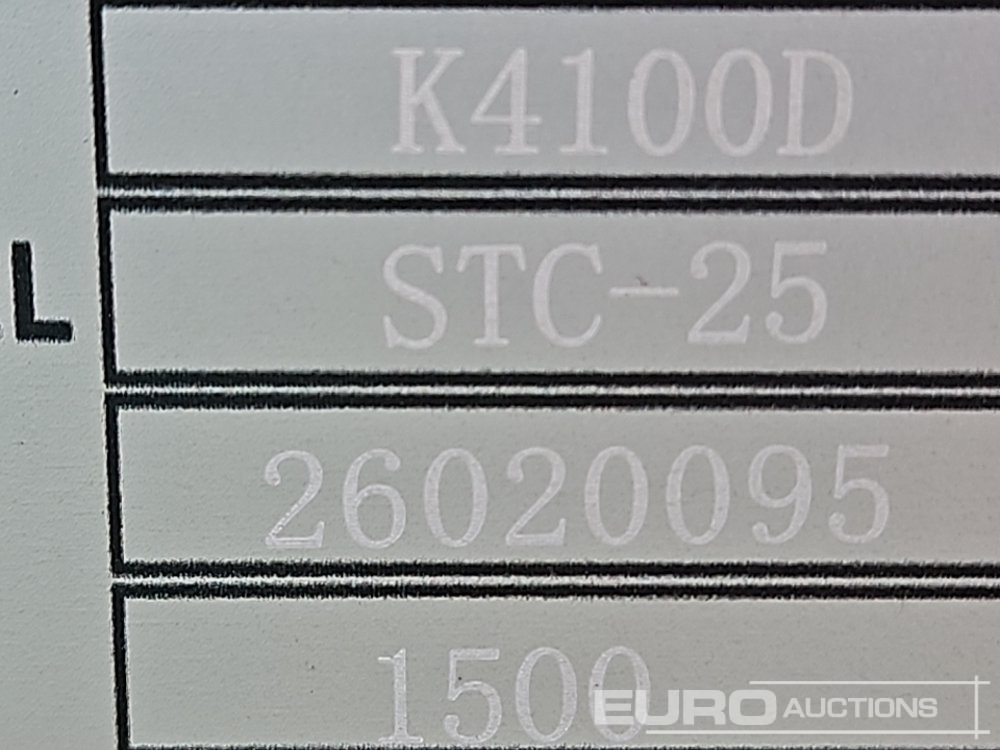 K4100D
L STC-25
26020095
1500
EURO AUCTIONS